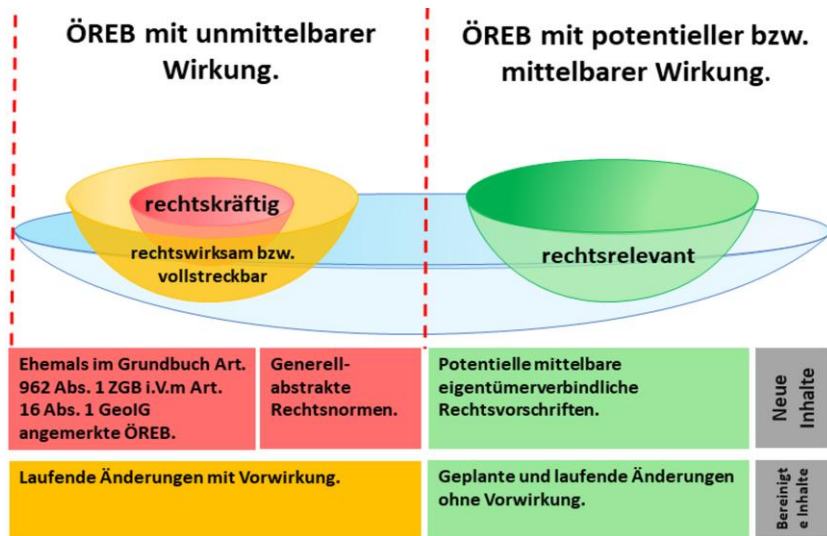 ÖREB mit unmittelbarer
Wirkung.
ÖREB mit potentieller bzw.
mittelbarer Wirkung.
rechtskräftig
rechtswirksam bzw.
vollstreckbar
rechtsrelevant
Ehemals im Grundbuch Art.
962 Abs. 1 ZGB i.V.m Art.
16 Abs. 1 GeoIG
angemerkte ÖREB.
Generell-
abstrakte
Rechtsnormen.
Potentielle mittelbare
eigentümerverbindliche
Rechtsvorschriften.
Neue
Inhalte
Laufende Änderungen mit Vorwirkung.
Geplante und laufende Änderungen
ohne Vorwirkung.
Bereinigt
e Inhalte